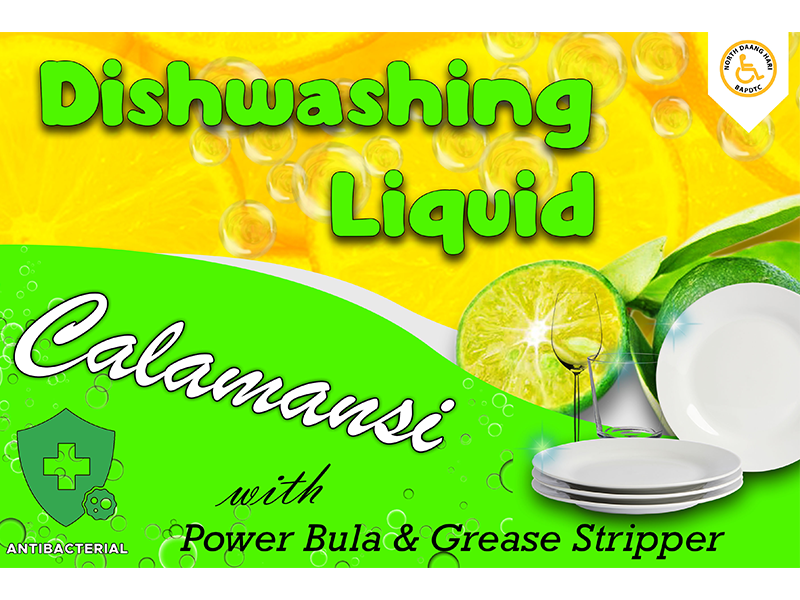 Dishwashing
Liquid
NORTH DAANG HARI
BAPDTC
Calamansi
with
Power Bula & Grease Stripper
ANTIBACTERIAL